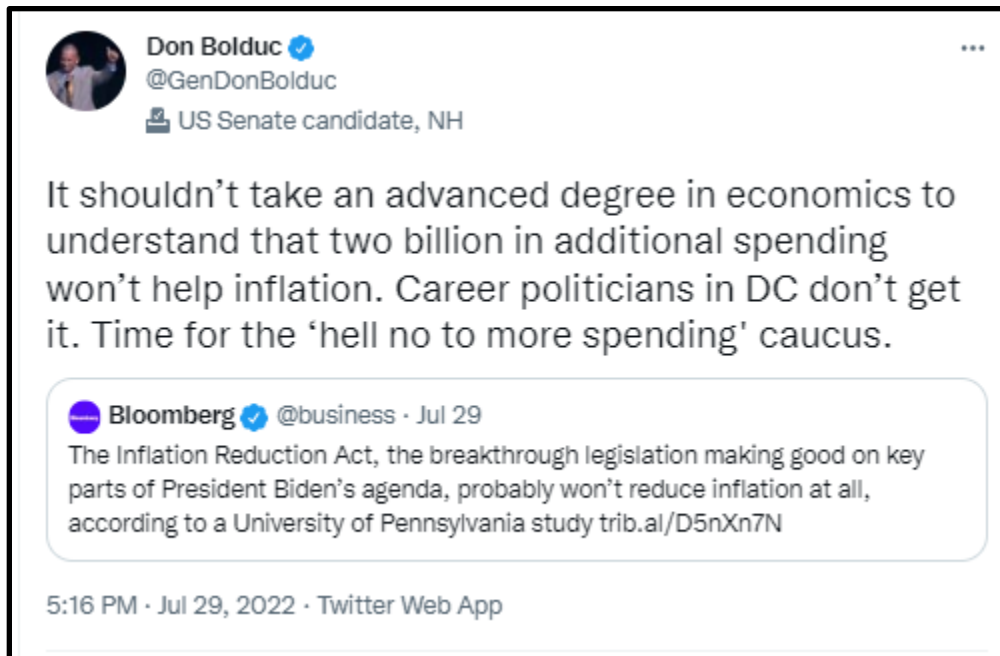 Don Bolduc
@GenDonBolduc
US Senate candidate, NH
It shouldn’t take an advanced degree in economics to
understand that two billion in additional spending
won’t help inflation. Career politicians in DC don’t get
it. Time for the ‘hell no to more spending' caucus.
Bloomberg @business · Jul 29
The Inflation Reduction Act, the breakthrough legislation making good on key
parts of President Biden’s agenda, probably won’t reduce inflation at all,
according to a University of Pennsylvania study trib.al/D5nXn7N
5:16 PM · Jul 29, 2022 · Twitter Web App